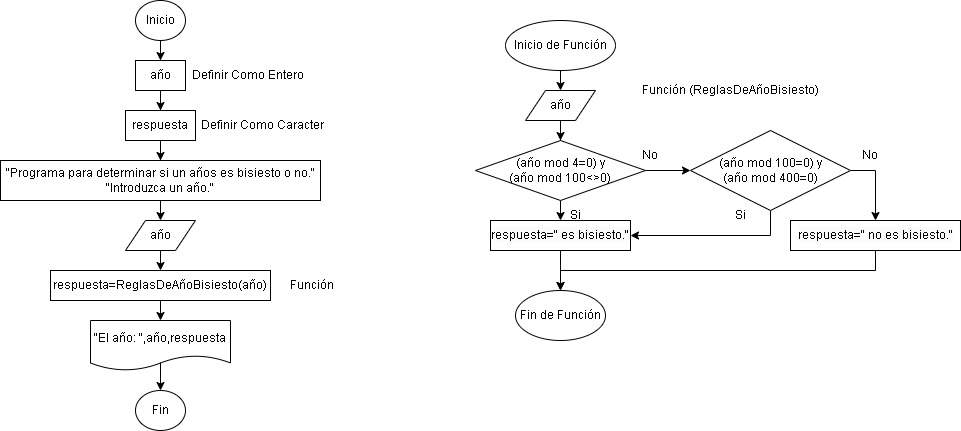 Inicio
año
Definir Como Entero
respuesta
Definir Como Caracter
"Programa para determinar si un años es bisiesto o no."
"Introduzca un año."
año
respuesta=ReglasDeAñoBisiesto(año)
Función
"El año: ",año,respuesta
Fin
Inicio de Función
año
Función (ReglasDeAñoBisiesto)
(año mod 4=0) y
(año mod 100<>0)
No
(año mod 100=0) y
(año mod 400=0)
No
Si
Si
respuesta=" es bisiesto."
respuesta=" no es bisiesto."
Fin de Función